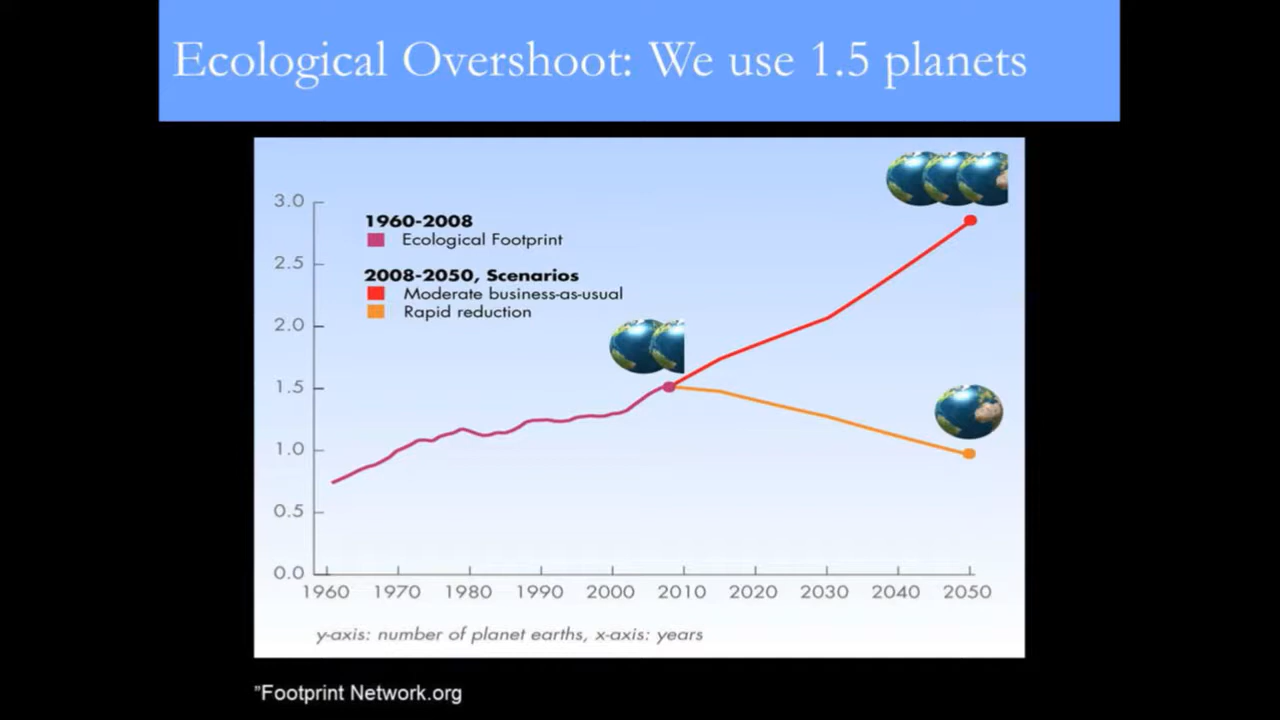 Ecological Overshoot: We use 1.5 planets
3.0
2.5
2.0
1.5
1.0
0.5
0.0
1960-2008
Ecological Footprint
2008-2050, Scenarios
Moderate business-as-usual
Rapid reduction
1960 1970 1980 1990 2000 2010 2020 2030 2040 2050
y-axis: number of planet earths, x-axis: years
”Footprint Network.org